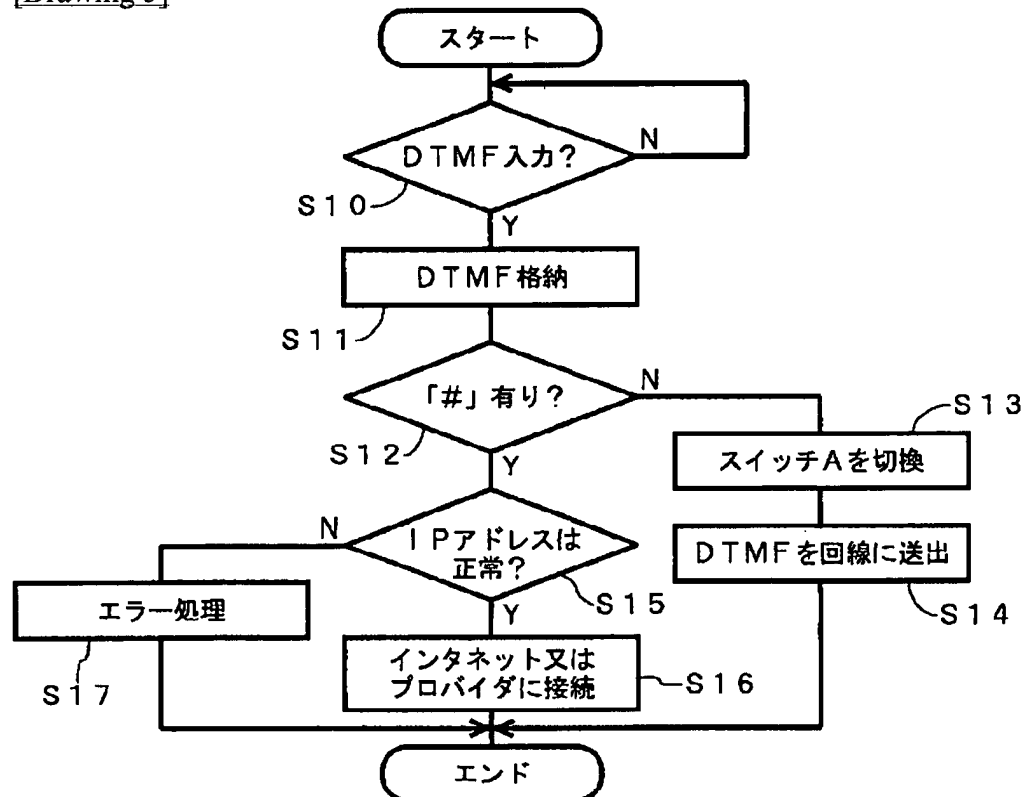 スタート
DTMF入力?
N
S10
Y
DTMF格納
S11
「#」有り?
N
S12
Y
S13
スイッチAを切換
IPアドレスは
正常?
N
S15
Y
DTMFを回線に送出
S14
エラー処理
S17
インタネット又は
プロバイダに接続
S16
エンド